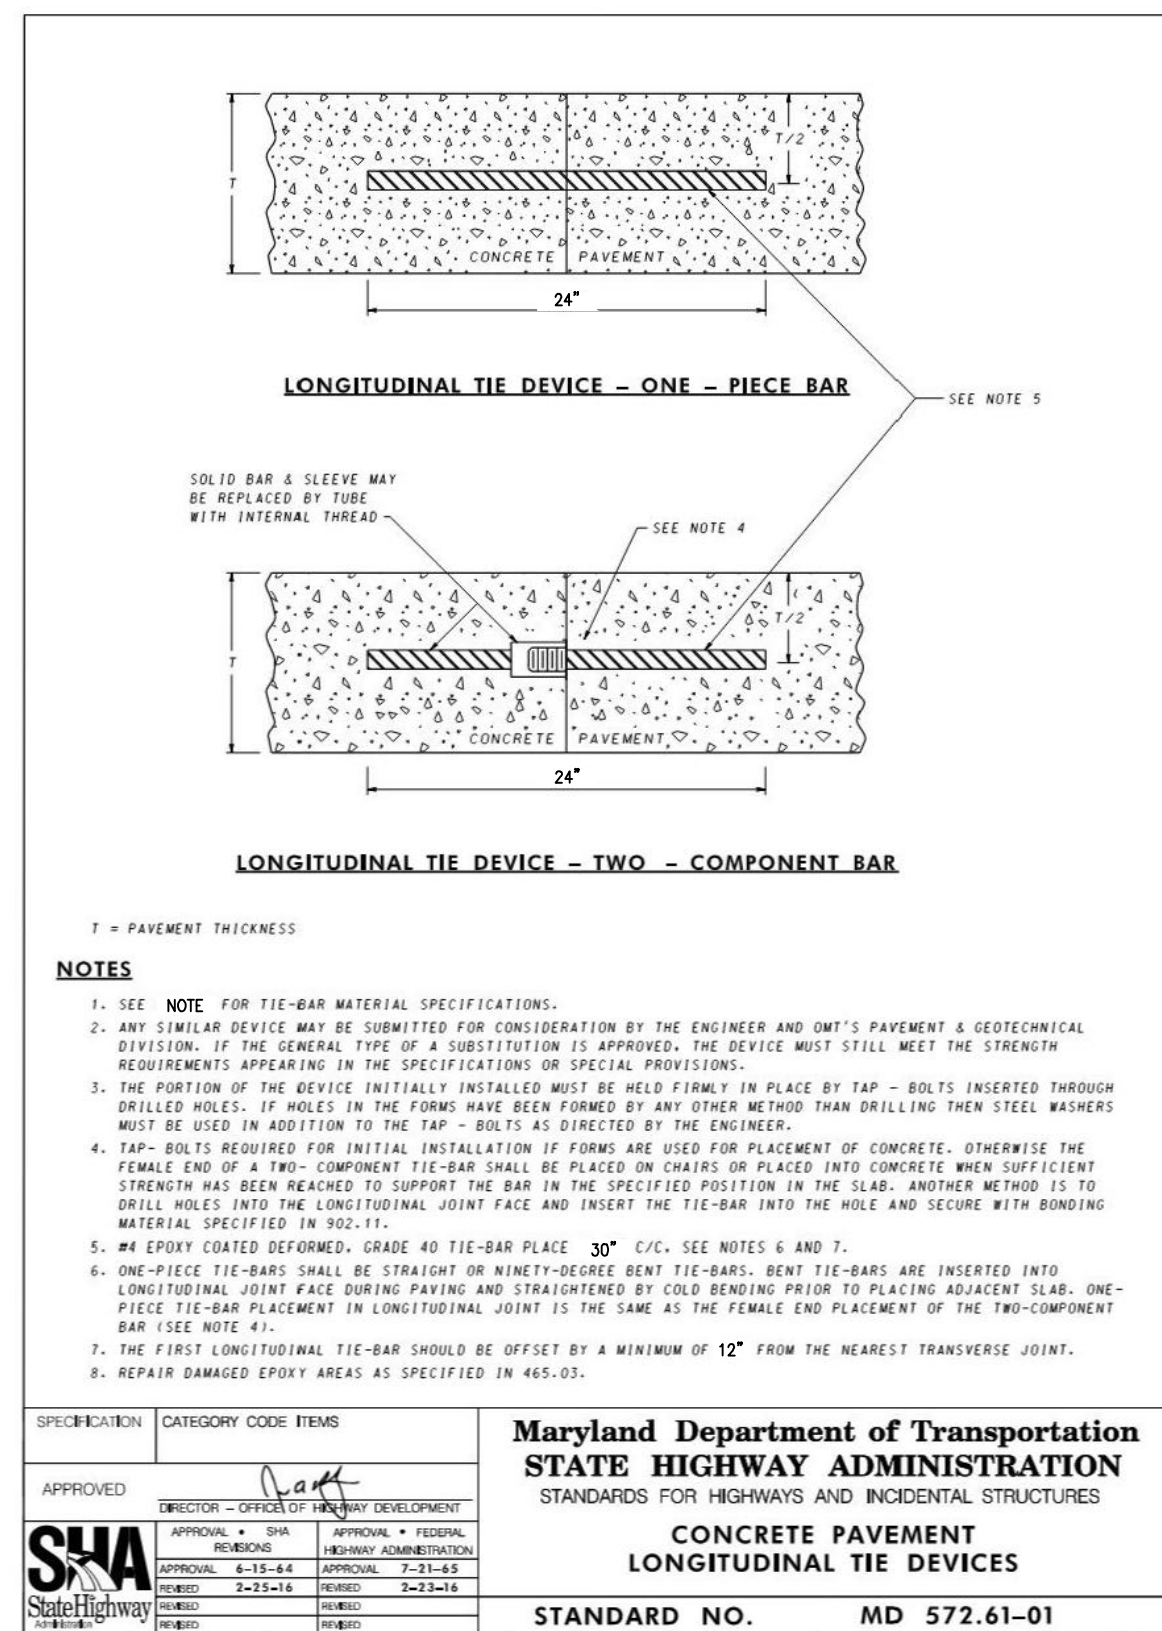 T
T/2
CONCRETE PAVEMENT
24"
LONGITUDINAL TIE DEVICE – ONE – PIECE BAR
SEE NOTE 5
SOLID BAR & SLEEVE MAY
BE REPLACED BY TUBE
WITH INTERNAL THREAD
SEE NOTE 4
T
T/2
CONCRETE PAVEMENT
24"
LONGITUDINAL TIE DEVICE – TWO – COMPONENT BAR
T = PAVEMENT THICKNESS
NOTES
1. SEE NOTE FOR TIE-BAR MATERIAL SPECIFICATIONS.
2. ANY SIMILAR DEVICE MAY BE SUBMITTED FOR CONSIDERATION BY THE ENGINEER AND OMT'S PAVEMENT & GEOTECHNICAL
DIVISION. IF THE GENERAL TYPE OF A SUBSTITUTION IS APPROVED, THE DEVICE MUST STILL MEET THE STRENGTH
REQUIREMENTS APPEARING IN THE SPECIFICATIONS OR SPECIAL PROVISIONS.
3. THE PORTION OF THE DEVICE INITIALLY INSTALLED MUST BE HELD FIRMLY IN PLACE BY TAP – BOLTS INSERTED THROUGH
DRILLED HOLES. IF HOLES IN THE FORMS HAVE BEEN FORMED BY ANY OTHER METHOD THAN DRILLING THEN STEEL WASHERS
MUST BE USED IN ADDITION TO THE TAP – BOLTS AS DIRECTED BY THE ENGINEER.
4. TAP- BOLTS REQUIRED FOR INITIAL INSTALLATION IF FORMS ARE USED FOR PLACEMENT OF CONCRETE. OTHERWISE THE
FEMALE END OF A TWO- COMPONENT TIE-BAR SHALL BE PLACED ON CHAIRS OR PLACED INTO CONCRETE WHEN SUFFICIENT
STRENGTH HAS BEEN REACHED TO SUPPORT THE BAR IN THE SPECIFIED POSITION IN THE SLAB. ANOTHER METHOD IS TO
DRILL HOLES INTO THE LONGITUDINAL JOINT FACE AND INSERT THE TIE-BAR INTO THE HOLE AND SECURE WITH BONDING
MATERIAL SPECIFIED IN 902.11.
5. #4 EPOXY COATED DEFORMED, GRADE 40 TIE-BAR PLACE 30" C/C, SEE NOTES 6 AND 7.
6. ONE-PIECE TIE-BARS SHALL BE STRAIGHT OR NINETY-DEGREE BENT TIE-BARS. BENT TIE-BARS ARE INSERTED INTO
LONGITUDINAL JOINT FACE DURING PAVING AND STRAIGHTENED BY COLD BENDING PRIOR TO PLACING ADJACENT SLAB. ONE-
PIECE TIE-BAR PLACEMENT IN LONGITUDINAL JOINT IS THE SAME AS THE FEMALE END PLACEMENT OF THE TWO-COMPONENT
BAR (SEE NOTE 4).
7. THE FIRST LONGITUDINAL TIE-BAR SHOULD BE OFFSET BY A MINIMUM OF 12" FROM THE NEAREST TRANSVERSE JOINT.
8. REPAIR DAMAGED EPOXY AREAS AS SPECIFIED IN 465.03.
SPECIFICATION
CATEGORY CODE ITEMS
APPROVED
DIRECTOR – OFFICE OF HIGHWAY DEVELOPMENT
SHA
StateHighway
Administration
APPROVAL • SHA
REVISIONS
APPROVAL • FEDERAL
HIGHWAY ADMINISTRATION
APPROVAL 6-15-64
APPROVAL 7-21-65
REVISED 2-25-16
REVISED 2-23-16
REVISED
REVISED
REVISED
REVISED
Maryland Department of Transportation
STATE HIGHWAY ADMINISTRATION
STANDARDS FOR HIGHWAYS AND INCIDENTAL STRUCTURES
CONCRETE PAVEMENT
LONGITUDINAL TIE DEVICES
STANDARD NO. MD 572.61–01